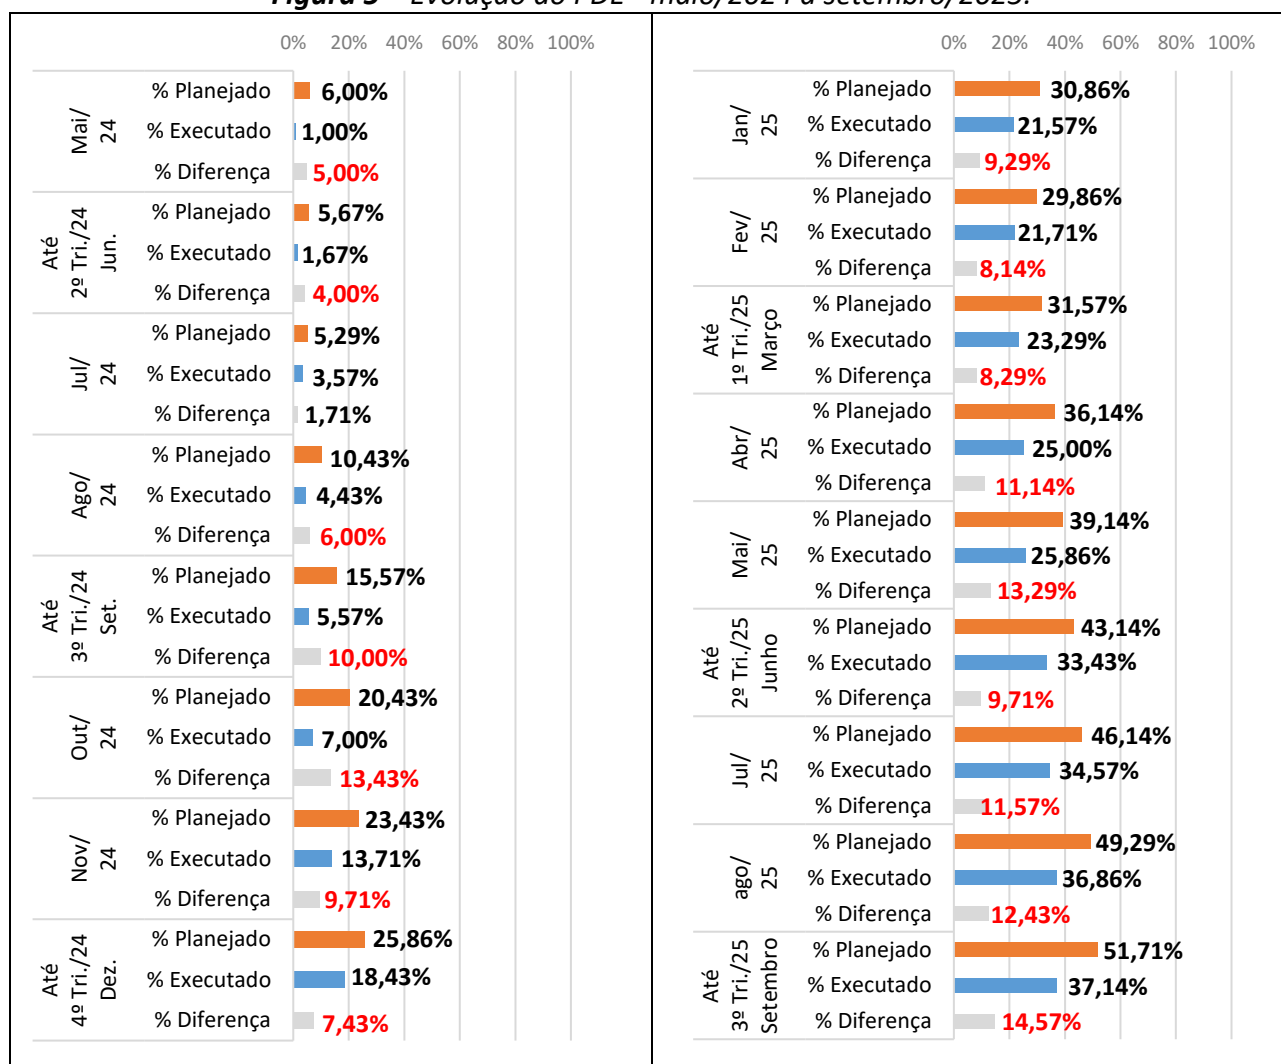 0% 20% 40% 60% 80% 100%
Mai/
24
% Planejado 6,00%
% Executado 1,00%
% Diferença 5,00%
Até
2º Tri./24
Jun.
% Planejado 5,67%
% Executado 1,67%
% Diferença 4,00%
Jul/
24
% Planejado 5,29%
% Executado 3,57%
% Diferença 1,71%
Ago/
24
% Planejado 10,43%
% Executado 4,43%
% Diferença 6,00%
Até
3º Tri./24
Set.
% Planejado 15,57%
% Executado 5,57%
% Diferença 10,00%
Out/
24
% Planejado 20,43%
% Executado 7,00%
% Diferença 13,43%
Nov/
24
% Planejado 23,43%
% Executado 13,71%
% Diferença 9,71%
Até
4º Tri./24
Dez.
% Planejado 25,86%
% Executado 18,43%
% Diferença 7,43%
0% 20% 40% 60% 80% 100%
Jan/
25
% Planejado 30,86%
% Executado 21,57%
% Diferença 9,29%
Fev/
25
% Planejado 29,86%
% Executado 21,71%
% Diferença 8,14%
Até
1º Tri./25
Março
% Planejado 31,57%
% Executado 23,29%
% Diferença 8,29%
Abr/
25
% Planejado 36,14%
% Executado 25,00%
% Diferença 11,14%
Mai/
25
% Planejado 39,14%
% Executado 25,86%
% Diferença 13,29%
Até
2º Tri./25
Junho
% Planejado 43,14%
% Executado 33,43%
% Diferença 9,71%
Jul/
25
% Planejado 46,14%
% Executado 34,57%
% Diferença 11,57%
ago/
25
% Planejado 49,29%
% Executado 36,86%
% Diferença 12,43%
Até
3º Tri./25
Setembro
% Planejado 51,71%
% Executado 37,14%
% Diferença 14,57%